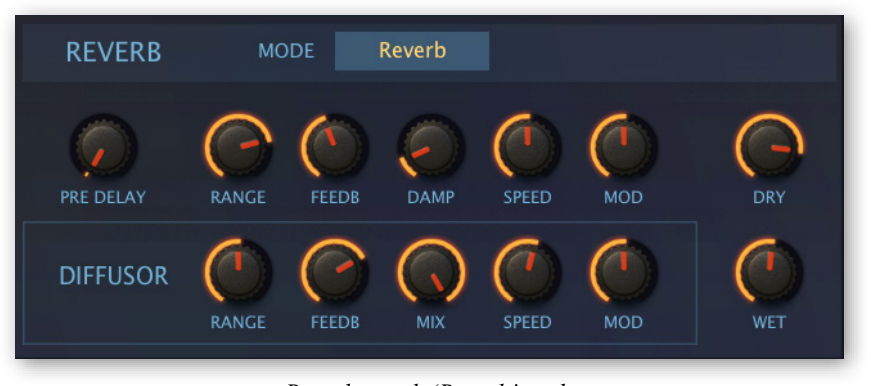 REVERB MODE Reverb
PRE DELAY RANGE FEEDB DAMP SPEED MOD DRY
DIFFUSOR
RANGE FEEDB MIX SPEED MOD WET